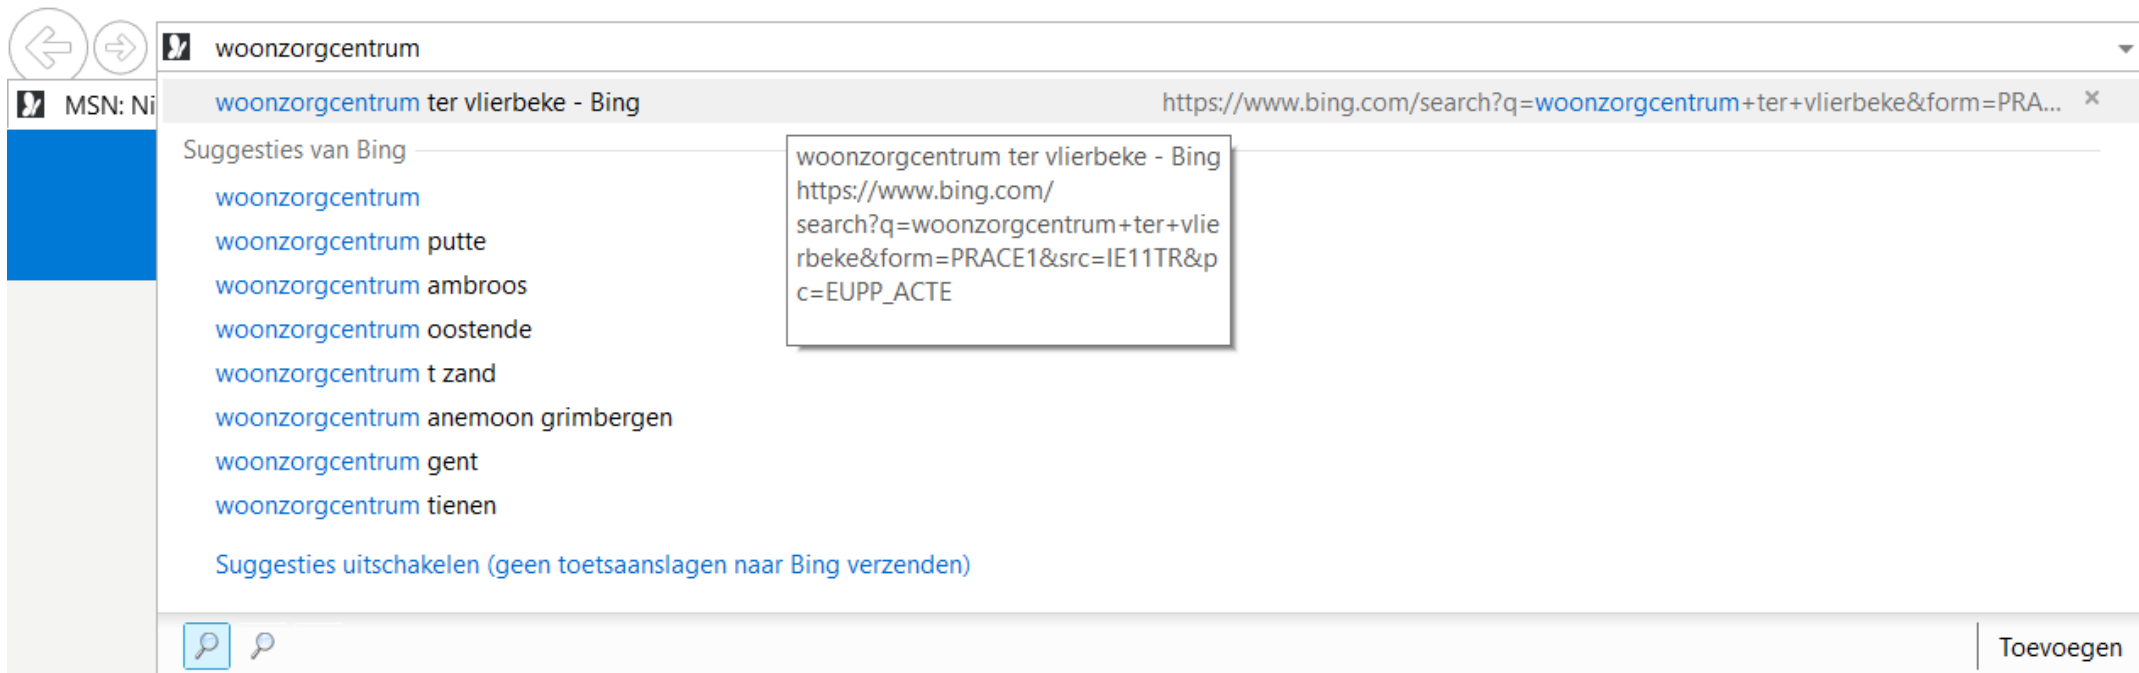 woonzorgcentrum
MSN: Ni
woonzorgcentrum ter vlierbeke - Bing https://www.bing.com/search?q=woonzorgcentrum+ter+vlierbeke&form=PRA...
Suggesties van Bing
woonzorgcentrum ter vlierbeke - Bing
https://www.bing.com/
search?q=woonzorgcentrum+ter+vlie
rbeke&form=PRACE1&src=IE11TR&p
c=EUPP_ACTE
woonzorgcentrum
woonzorgcentrum putte
woonzorgcentrum ambroos
woonzorgcentrum oostende
woonzorgcentrum t zand
woonzorgcentrum anemoon grimbergen
woonzorgcentrum gent
woonzorgcentrum tienen
Suggesties uitschakelen (geen toetsaanslagen naar Bing verzenden)
Toevoegen